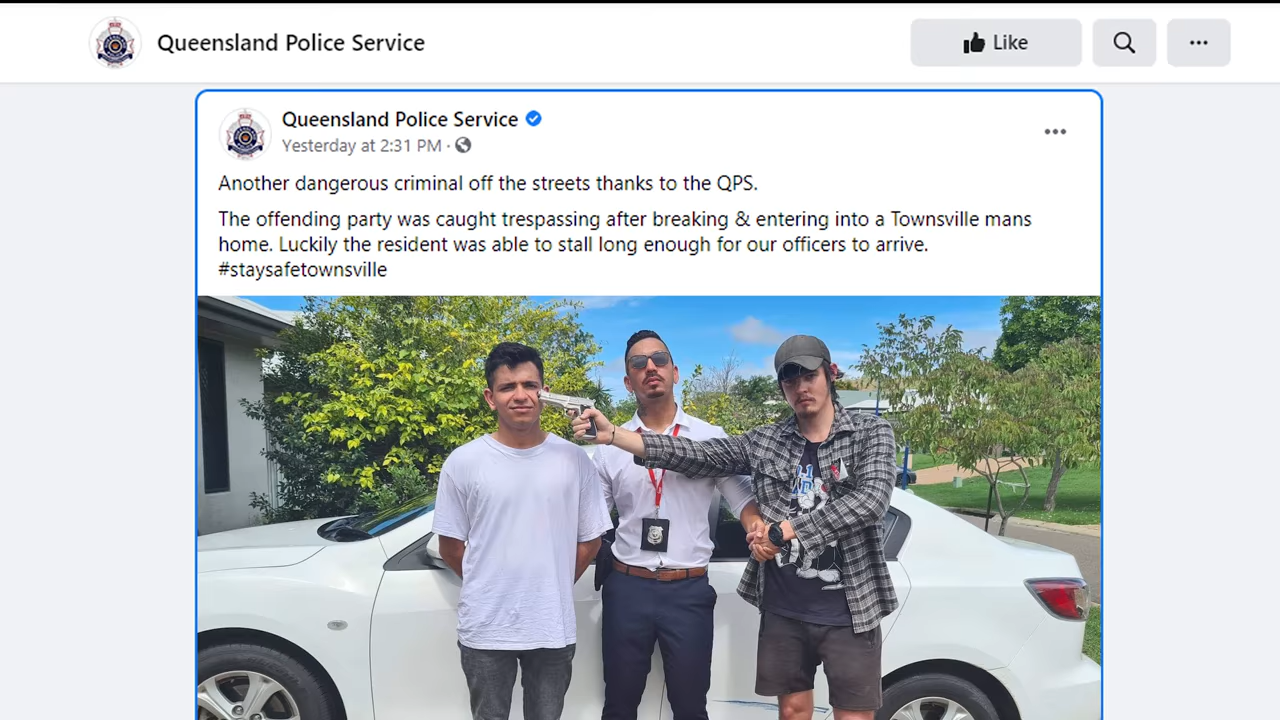 Queensland Police Service
Like
Queensland Police Service
Yesterday at 2:31 PM ·
Another dangerous criminal off the streets thanks to the QPS.
The offending party was caught trespassing after breaking & entering into a Townsville mans
home. Luckily the resident was able to stall long enough for our officers to arrive.
#staysafetownsville